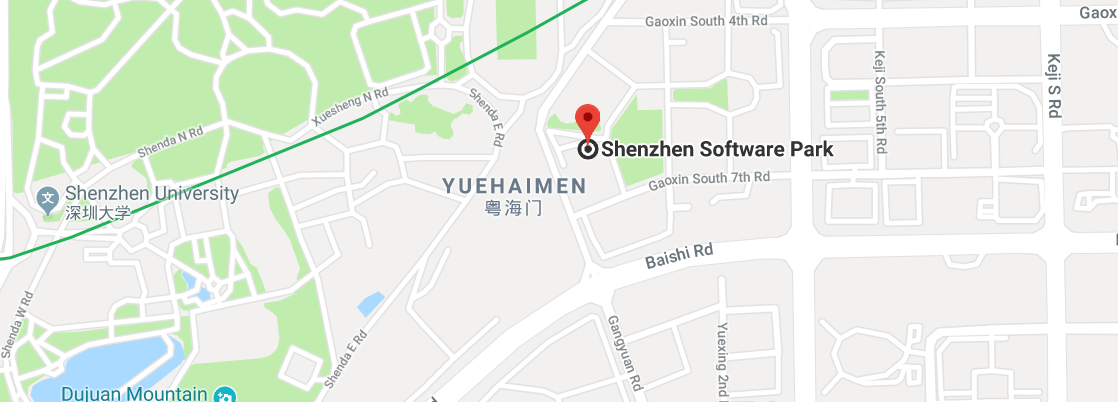 Gaoxin South 4th Rd
Gaox
Keji South 5th Rd
Keji S Rd
Xuesheng N Rd
Shenda E Rd
Shenda N Rd
Shenzhen Software Park
Gaoxin South 7th Rd
YUEHAIMEN
粤海门
Shenzhen University
深圳大学
文
Baishi Rd
Shenda W Rd
Shenda E Rd
Gangyuan Rd
Yuexing 2nd
Dujuan Mountain